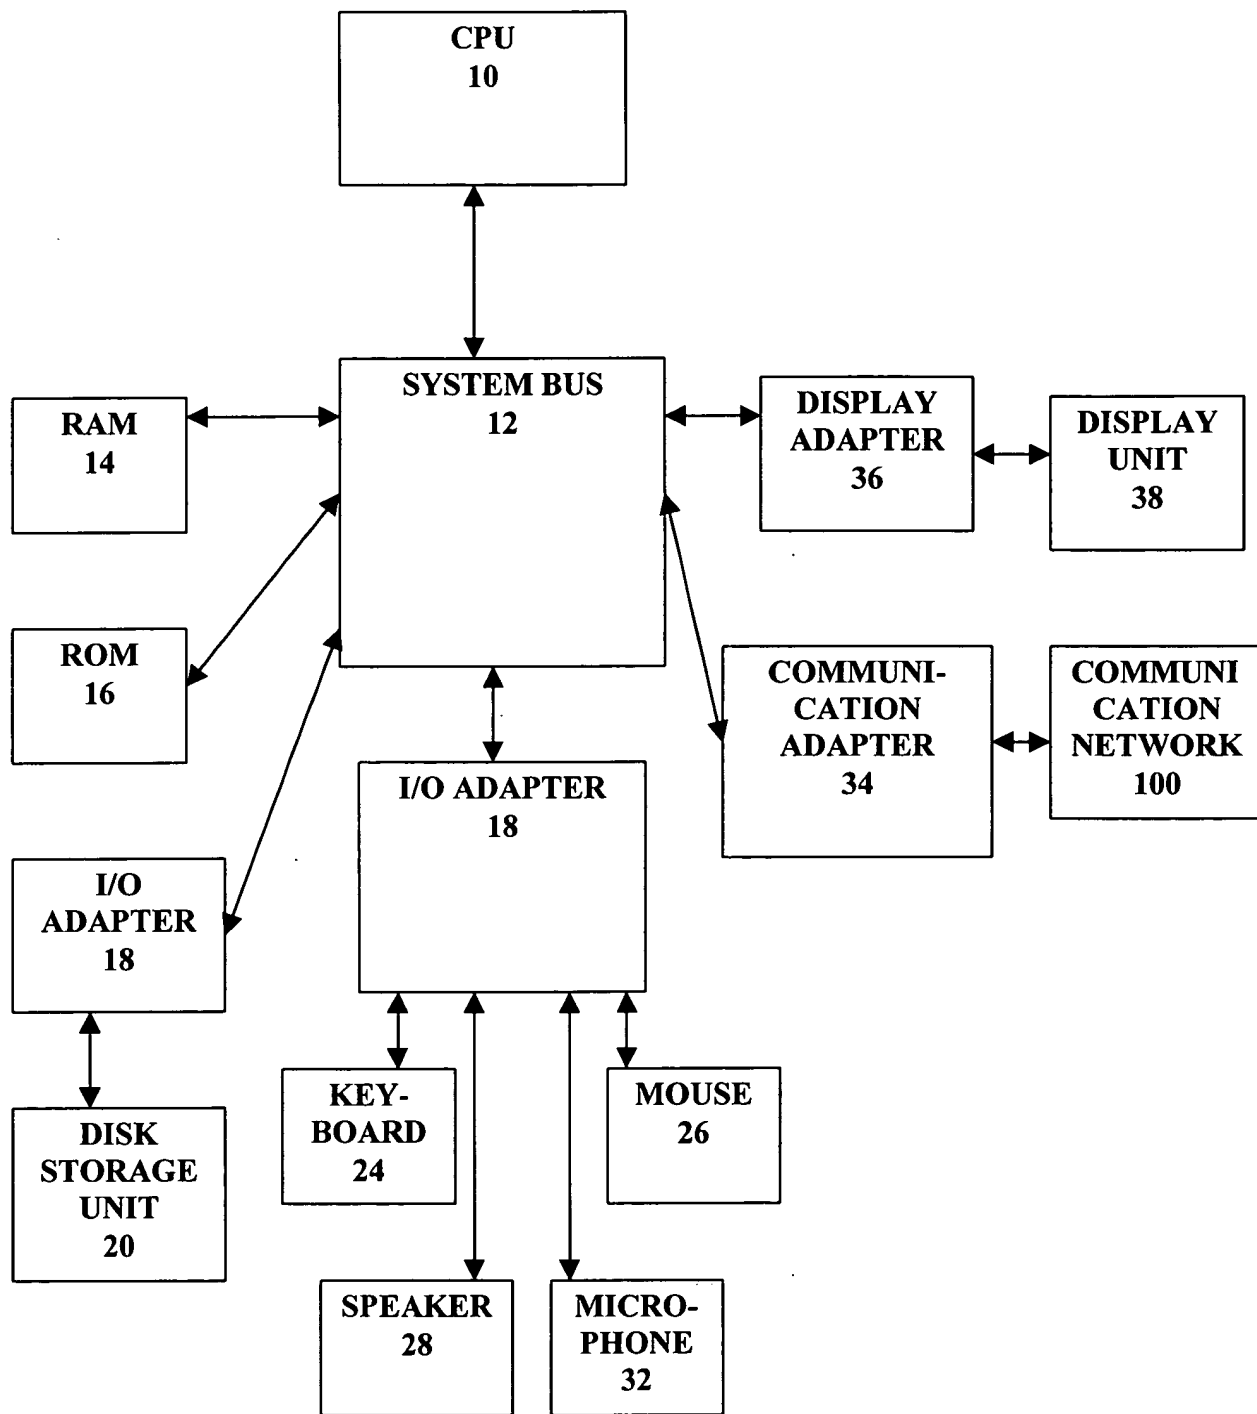 CPU
10
SYSTEM BUS
12
RAM
14
DISPLAY
ADAPTER
36
DISPLAY
UNIT
38
ROM
16
COMMUNI-
CATION
ADAPTER
34
COMMUNI
CATION
NETWORK
100
I/O ADAPTER
18
I/O
ADAPTER
18
KEY-
BOARD
24
MOUSE
26
DISK
STORAGE
UNIT
20
SPEAKER
28
MICRO-
PHONE
32